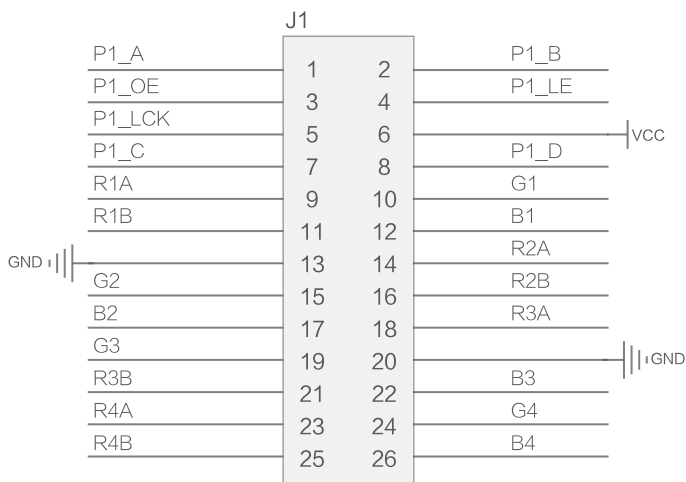 J1
P1_A 1 2 P1_B
P1_OE 3 4 P1_LE
P1_LCK 5 6 VCC
P1_C 7 8 P1_D
R1A 9 10 G1
R1B 11 12 B1
GND 13 14 R2A
G2 15 16 R2B
B2 17 18 R3A
G3 19 20 GND
R3B 21 22 B3
R4A 23 24 G4
R4B 25 26 B4